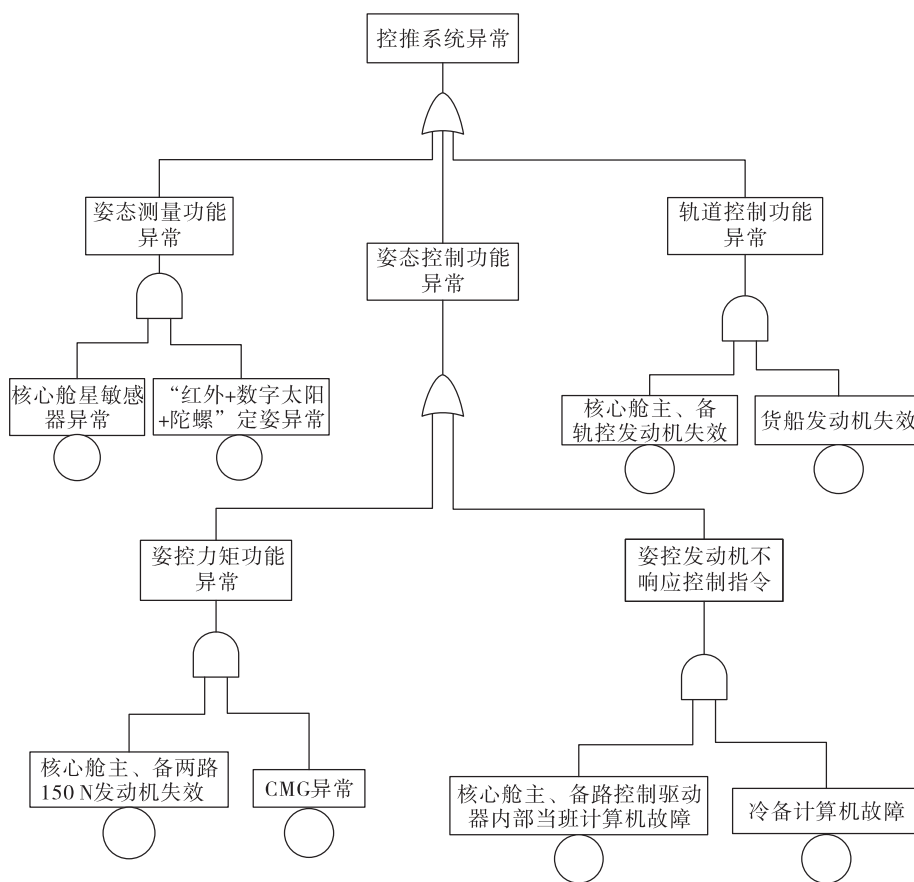 控推系统异常
姿态测量功能
异常
姿态控制功能
异常
轨道控制功能
异常
核心舱星敏感
器异常
“红外+数字太阳
+陀螺”定姿异常
核心舱主、备
轨控发动机失效
货船发动机失效
姿控力矩功能
异常
姿控发动机不
响应控制指令
核心舱主、备两路
150 N发动机失效
CMG异常
核心舱主、备路控制驱动
器内部当班计算机故障
冷备计算机故障